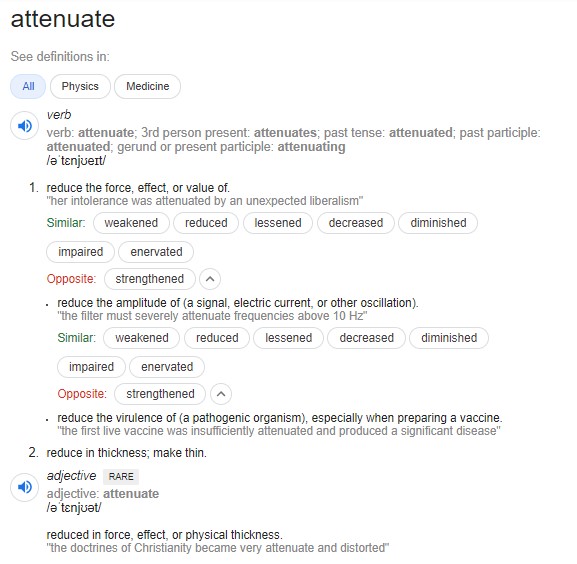 attenuate
See definitions in:
All Physics Medicine
verb
verb: attenuate; 3rd person present: attenuates; past tense: attenuated; past participle:
attenuated; gerund or present participle: attenuating
/əˈtɛnjʊeɪt/
1. reduce the force, effect, or value of.
"her intolerance was attenuated by an unexpected liberalism"
Similar: weakened reduced lessened decreased diminished
impaired enervated
Opposite: strengthened
• reduce the amplitude of (a signal, electric current, or other oscillation).
"the filter must severely attenuate frequencies above 10 Hz"
Similar: weakened reduced lessened decreased diminished
impaired enervated
Opposite: strengthened
• reduce the virulence of (a pathogenic organism), especially when preparing a vaccine.
"the first live vaccine was insufficiently attenuated and produced a significant disease"
2. reduce in thickness; make thin.
adjective RARE
adjective: attenuate
/əˈtɛnjʊət/
reduced in force, effect, or physical thickness.
"the doctrines of Christianity became very attenuate and distorted"